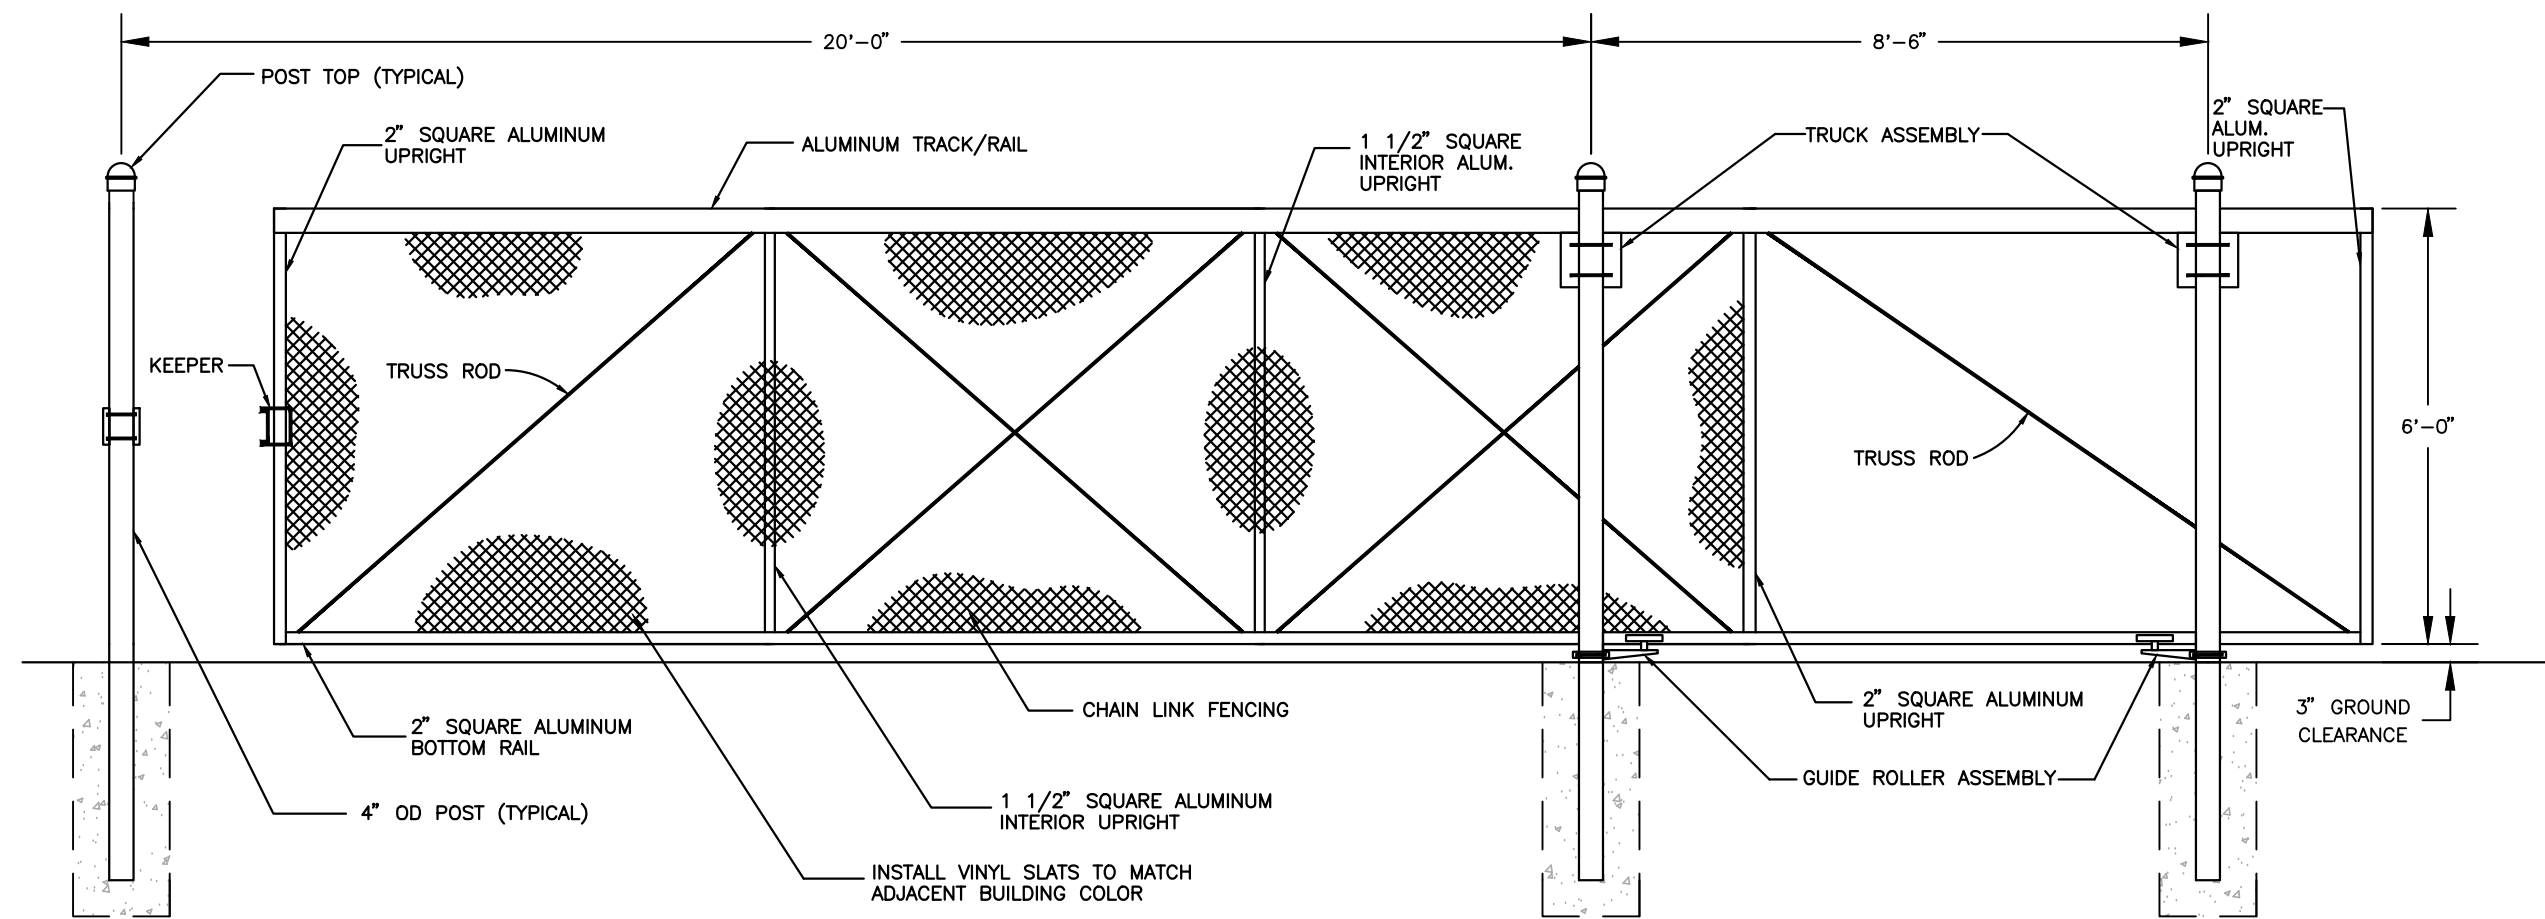 20'-0"
8'-6"
POST TOP (TYPICAL)
2" SQUARE ALUMINUM
UPRIGHT
ALUMINUM TRACK/RAIL
1 1/2" SQUARE
INTERIOR ALUM.
UPRIGHT
TRUCK ASSEMBLY
2" SQUARE
ALUM.
UPRIGHT
KEEPER
TRUSS ROD
TRUSS ROD
6'-0"
2" SQUARE ALUMINUM
BOTTOM RAIL
CHAIN LINK FENCING
2" SQUARE ALUMINUM
UPRIGHT
3" GROUND
CLEARANCE
4" OD POST (TYPICAL)
1 1/2" SQUARE ALUMINUM
INTERIOR UPRIGHT
GUIDE ROLLER ASSEMBLY
INSTALL VINYL SLATS TO MATCH
ADJACENT BUILDING COLOR